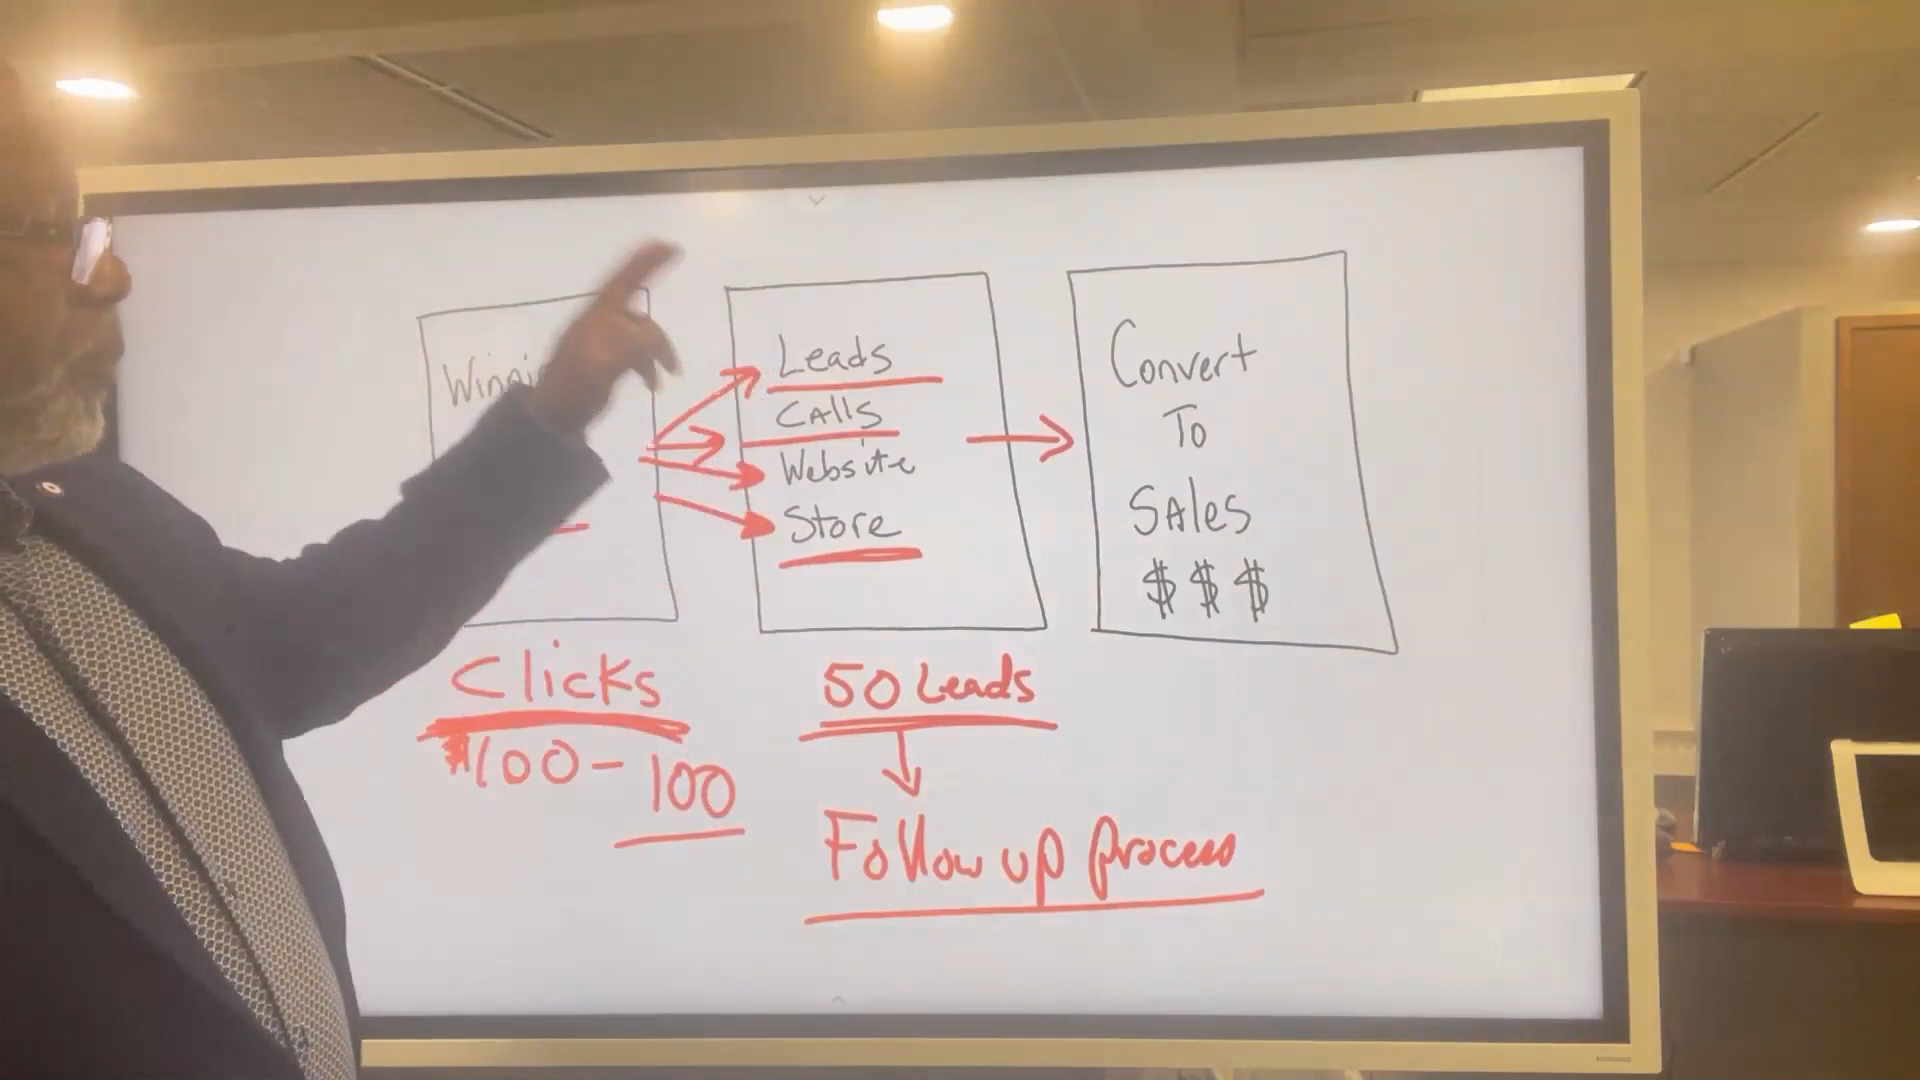 Leads
Calls
Website
Store
Convert
To
Sales
$ $ $
Clicks
$100 - 100
50 Leads
Follow up process